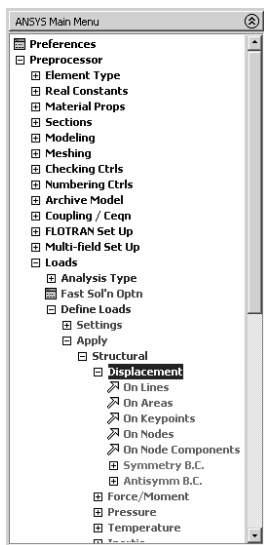 ANSYS Main Menu
Preferences
Preprocessor
Element Type
Real Constants
Material Props
Sections
Modeling
Meshing
Checking Ctrls
Numbering Ctrls
Archive Model
Coupling / Ceqn
FLOTRAN Set Up
Multi-field Set Up
Loads
Analysis Type
Fast Sol'n Optn
Define Loads
Settings
Apply
Structural
Displacement
On Lines
On Areas
On Keypoints
On Nodes
On Node Components
Symmetry B.C.
Antisymm B.C.
Force/Moment
Pressure
Temperature